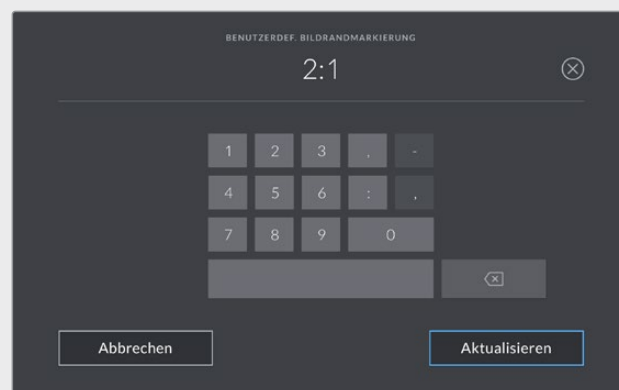 BENUTZERDEF. BILDRANDMARKIERUNG
2:1
1 2 3 . -
4 5 6 : ,
7 8 9 0
Abbrechen Aktualisieren